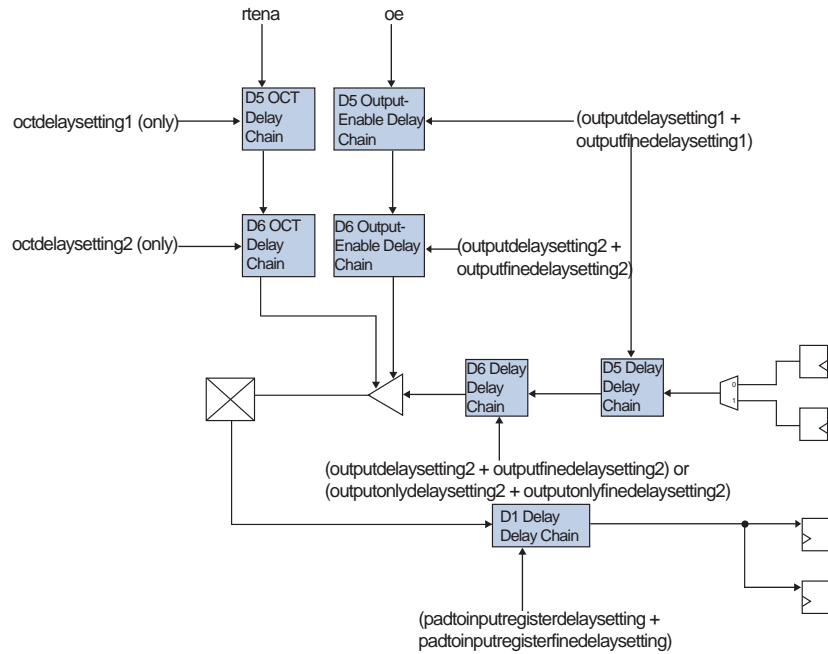 rtena
oe
D5 OCT
Delay
Chain
D5 Output-
Enable Delay
Chain
octdelaysetting1 (only)
(outputdelaysetting1 +
outputfinedelaysetting1)
D6 OCT
Delay
Chain
D6 Output-
Enable Delay
Chain
octdelaysetting2 (only)
(outputdelaysetting2 +
outputfinedelaysetting2)
D6 Delay
Delay
Chain
D5 Delay
Delay
Chain
0
1
(outputdelaysetting2 + outputfinedelaysetting2) or
(outputonlydelaysetting2 + outputonlyfinedelaysetting2)
D1 Delay
Delay Chain
(padtoinputregisterdelaysetting +
padtoinputregisterfinedelaysetting)